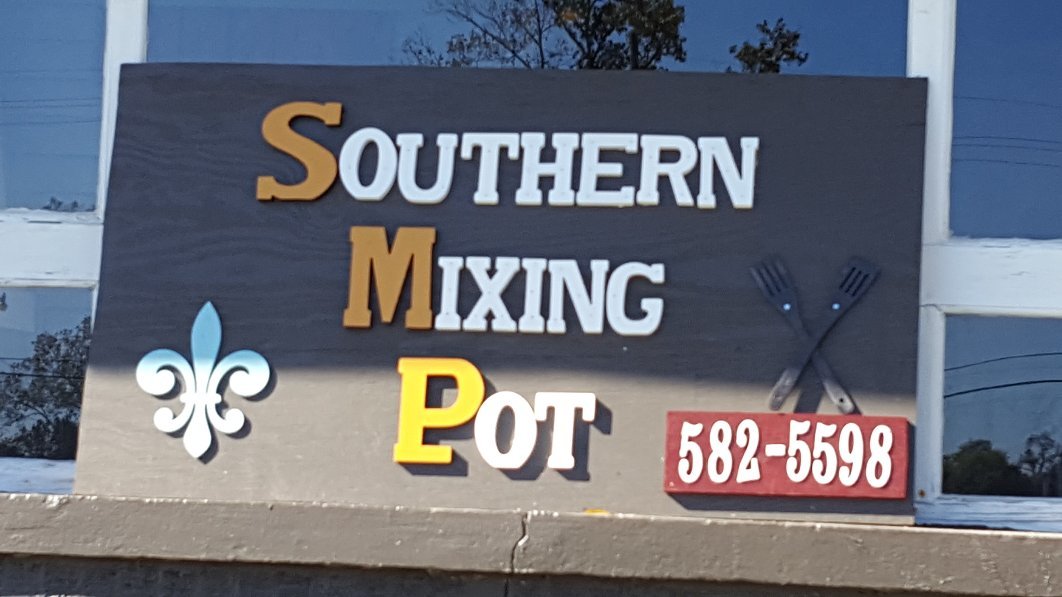 SOUTHERN
MIXING
POT
582-5598